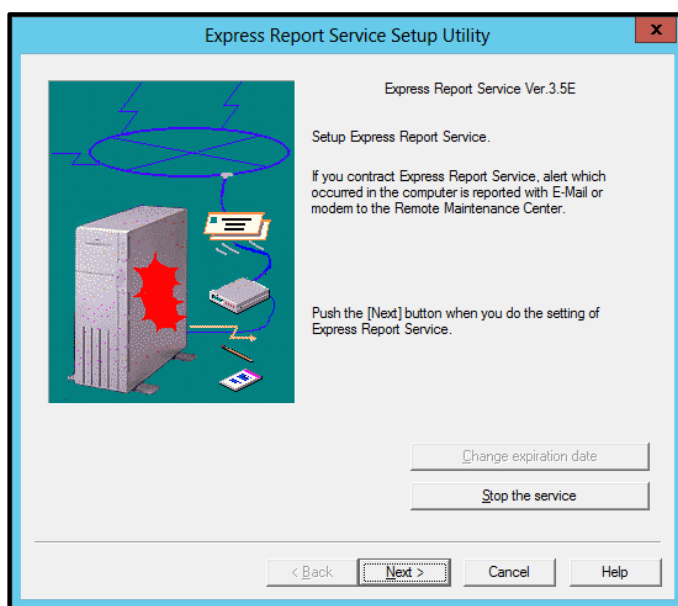 Express Report Service Setup Utility
x
Express Report Service Ver.3.5E
Setup Express Report Service.
If you contract Express Report Service, alert which
occurred in the computer is reported with E-Mail or
modem to the Remote Maintenance Center.
Push the [Next] button when you do the setting of
Express Report Service.
Change expiration date
Stop the service
< Back
Next >
Cancel
Help